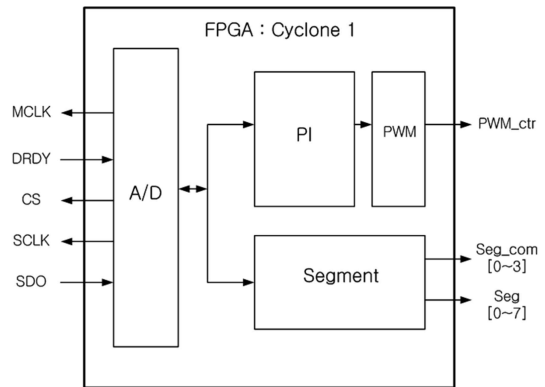 FPGA : Cyclone 1
MCLK
DRDY
CS
SCLK
SDO
A/D
PI
PWM
PWM_ctr
Segment
Seg_com
[0~3]
Seg
[0~7]